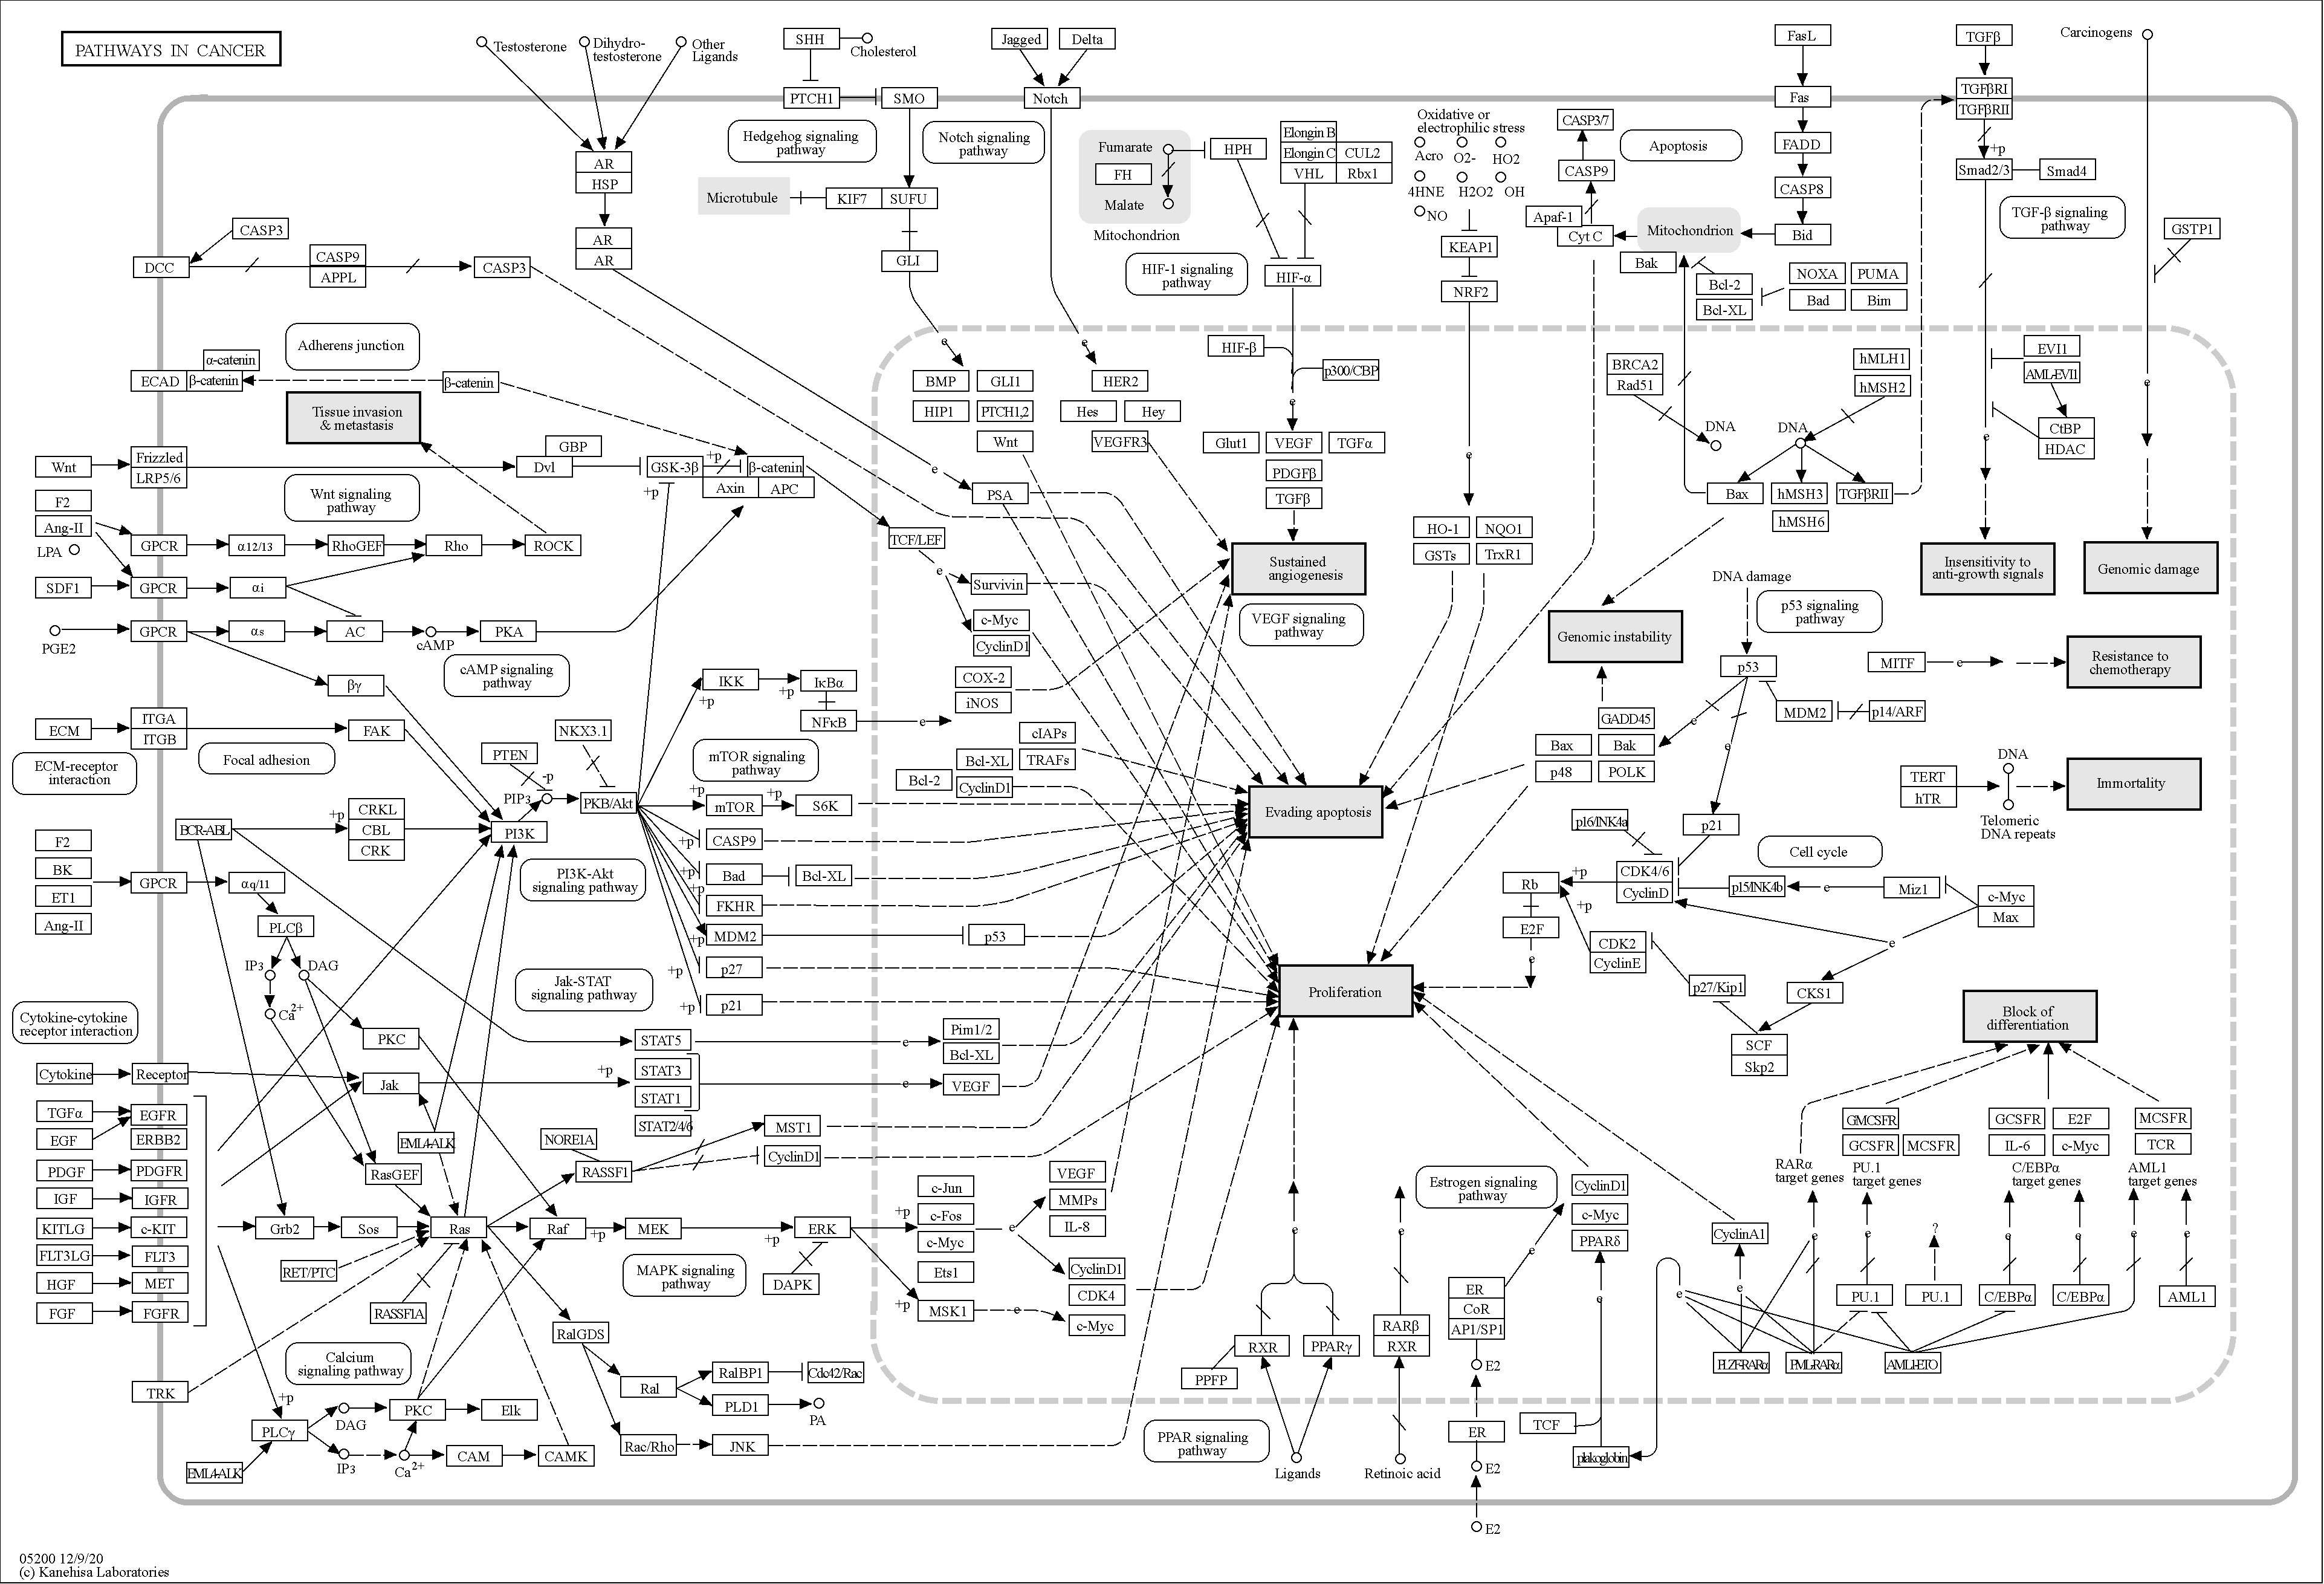 PATHWAYS IN CANCER
Testosterone
Dihydro-
testosterone
Other
Ligands
SHH
Cholesterol
PTCH1
SMO
Jagged
Delta
Notch
FasL
Fas
FADD
CASP8
Bid
TGFβ
TGFβRI
TGFβRII
+p
Smad2/3
Smad4
Carcinogens
Hedgehog signaling
pathway
Notch signaling
pathway
AR
HSP
AR
AR
Microtubule
KIF7
SUFU
GLI
Fumarate
FH
Malate
Mitochondrion
HPH
Elongin B
Elongin C
CUL2
VHL
Rbx1
HIF-1 signaling
pathway
HIF-α
Oxidative or
electrophilic stress
Acro
O2-
HO2
4HNE
H2O2
OH
NO
KEAP1
NRF2
CASP3/7
CASP9
Apaf-1
Cyt C
Apoptosis
Mitochondrion
Bak
Bcl-2
Bcl-XL
NOXA
PUMA
Bad
Bim
TGF-β signaling
pathway
GSTP1
CASP3
DCC
CASP9
APPL
CASP3
Adherens junction
α-catenin
ECAD
β-catenin
β-catenin
Tissue invasion
& metastasis
e
BMP
GLI1
HIP1
PTCH1,2
Wnt
e
HER2
Hes
Hey
VEGFR3
HIF-β
p300/CBP
e
Glut1
VEGF
TGFα
PDGFβ
TGFβ
e
BRCA2
Rad51
DNA
hMLH1
hMSH2
DNA
Bax
hMSH3
TGFβRII
hMSH6
EVI1
AML-EVI1
CtBP
HDAC
e
e
Wnt
Frizzled
LRP5/6
GBP
Dvl
GSK-3β
+p
β-catenin
Axin
APC
+p
Wnt signaling
pathway
F2
Ang-II
LPA
GPCR
α12/13
RhoGEF
Rho
ROCK
SDF1
GPCR
αi
PGE2
GPCR
αs
AC
cAMP
PKA
cAMP signaling
pathway
βγ
e
PSA
TCF/LEF
e
Survivin
c-Myc
CyclinD1
COX-2
iNOS
HO-1
NQO1
GSTs
TrxR1
Sustained
angiogenesis
VEGF signaling
pathway
Insensitivity to
anti-growth signals
Genomic damage
DNA damage
p53 signaling
pathway
Genomic instability
p53
MITF
e
Resistance to
chemotherapy
MDM2
p14/ARF
e
e
GADD45
Bax
Bak
p48
POLK
ECM
ITGA
ITGB
FAK
ECM-receptor
interaction
Focal adhesion
PTEN
-p
PIP3
NKX3.1
PKB/Akt
IKK
+p
+p
IκBα
NFκB
e
mTOR signaling
pathway
+p
mTOR
+p
S6K
cIAPs
Bcl-XL
TRAFs
Bcl-2
CyclinD1
Evading apoptosis
TERT
hTR
DNA
Telomeric
DNA repeats
Immortality
BCR-ABL
+p
CRKL
CBL
CRK
PI3K
PI3K-Akt
signaling pathway
+p
CASP9
+p
Bad
Bcl-XL
+p
FKHR
+p
MDM2
p53
+p
p27
+p
p21
p16/INK4a
p21
Cell cycle
CDK4/6
CyclinD
+p
+p
Rb
E2F
e
p15/INK4b
e
Miz1
c-Myc
Max
e
CDK2
CyclinE
p27/Kip1
CKS1
SCF
Skp2
F2
BK
ET1
Ang-II
GPCR
αq/11
PLCβ
IP3
DAG
Ca2+
PKC
Jak-STAT
signaling pathway
Proliferation
Block of
differentiation
Cytokine-cytokine
receptor interaction
Cytokine
Receptor
Jak
+p
STAT5
STAT3
STAT1
STAT2/4/6
e
Pim1/2
Bcl-XL
e
VEGF
TGFα
EGFR
EGF
ERBB2
PDGF
PDGFR
IGF
IGFR
KITLG
c-KIT
FLT3LG
FLT3
HGF
MET
FGF
FGFR
TRK
EML4-ALK
RasGEF
NORE1A
RASSF1
MST1
CyclinD1
Grb2
Sos
Ras
Raf
+p
MEK
+p
ERK
DAPK
RET/PTC
RASSF1A
MAPK signaling
pathway
+p
c-Jun
c-Fos
c-Myc
Ets1
+p
MSK1
e
e
VEGF
MMPs
IL-8
CyclinD1
CDK4
c-Myc
RalGDS
Ral
RalBP1
Cdc42/Rac
PLD1
PA
Rac/Rho
JNK
Calcium
signaling pathway
+p
PLCγ
EML4-ALK
DAG
IP3
PKC
Ca2+
Elk
CAM
CAMK
e
RXR
PPARγ
PPFP
PPAR signaling
pathway
Ligands
e
RARβ
RXR
Retinoic acid
Estrogen signaling
pathway
ER
CoR
AP1/SP1
E2
ER
E2
E2
e
CyclinD1
c-Myc
PPARδ
e
TCF
plakoglobin
CyclinA1
e
e
RARα
target genes
e
GMCSFR
GCSFR
MCSFR
PU.1
target genes
e
PU.1
?
e
PU.1
GCSFR
E2F
IL-6
c-Myc
C/EBPα
target genes
e
e
C/EBPα
C/EBPα
MCSFR
TCR
AML1
target genes
e
e
AML1
PLZF-RARα
PML-RARα
AML1-ETO
05200 12/9/20
(c) Kanehisa Laboratories